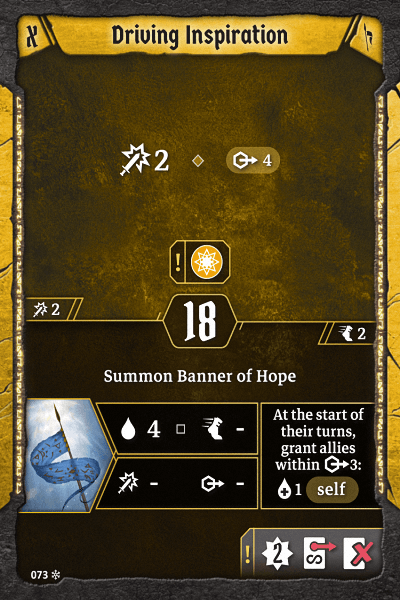 Driving Inspiration
2 4
!
2
18
2
Summon Banner of Hope
4 -
- -
At the start of
their turns,
grant allies
within 3:
1 self
! 2
073